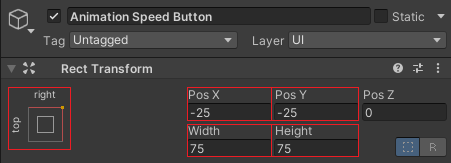 Animation Speed Button
Static
Tag Untagged Layer UI
Rect Transform
right
top
Pos X Pos Y Pos Z
-25 -25 0
Width Height
75 75
R